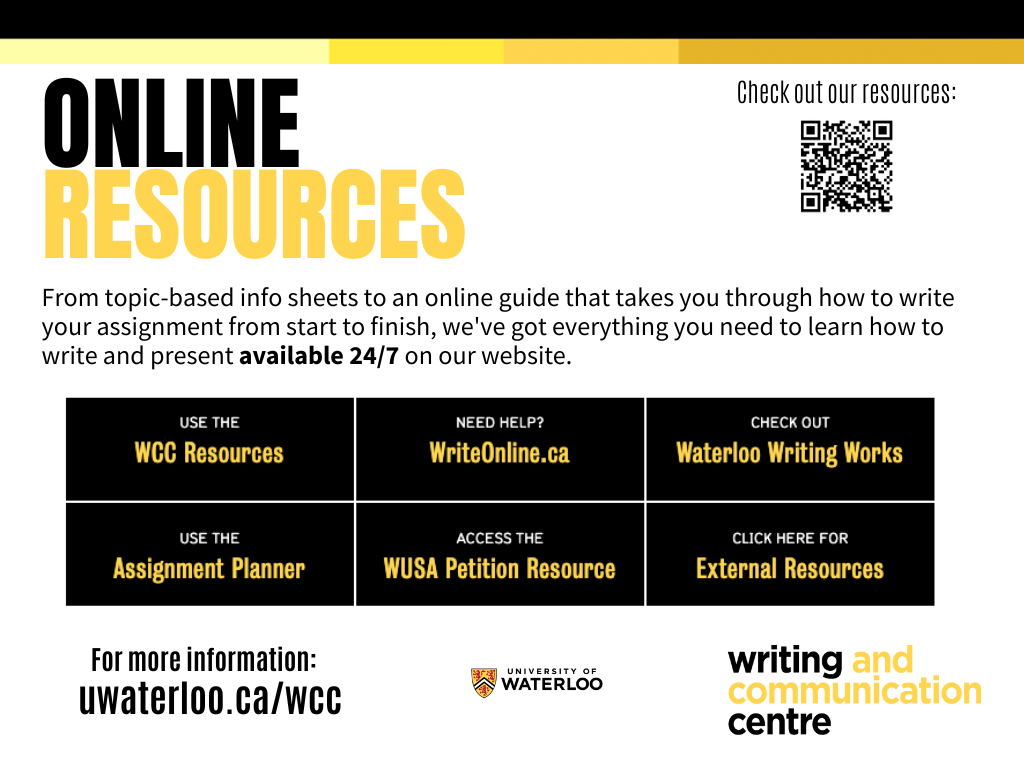 ONLINE
RESOURCES
Check out our resources:
From topic-based info sheets to an online guide that takes you through how to write
your assignment from start to finish, we've got everything you need to learn how to
write and present available 24/7 on our website.
USE THE
WCC Resources
NEED HELP?
WriteOnline.ca
CHECK OUT
Waterloo Writing Works
USE THE
Assignment Planner
ACCESS THE
WUSA Petition Resource
CLICK HERE FOR
External Resources
For more information:
uwaterloo.ca/wcc
UNIVERSITY OF
WATERLOO
writing and
communication
centre